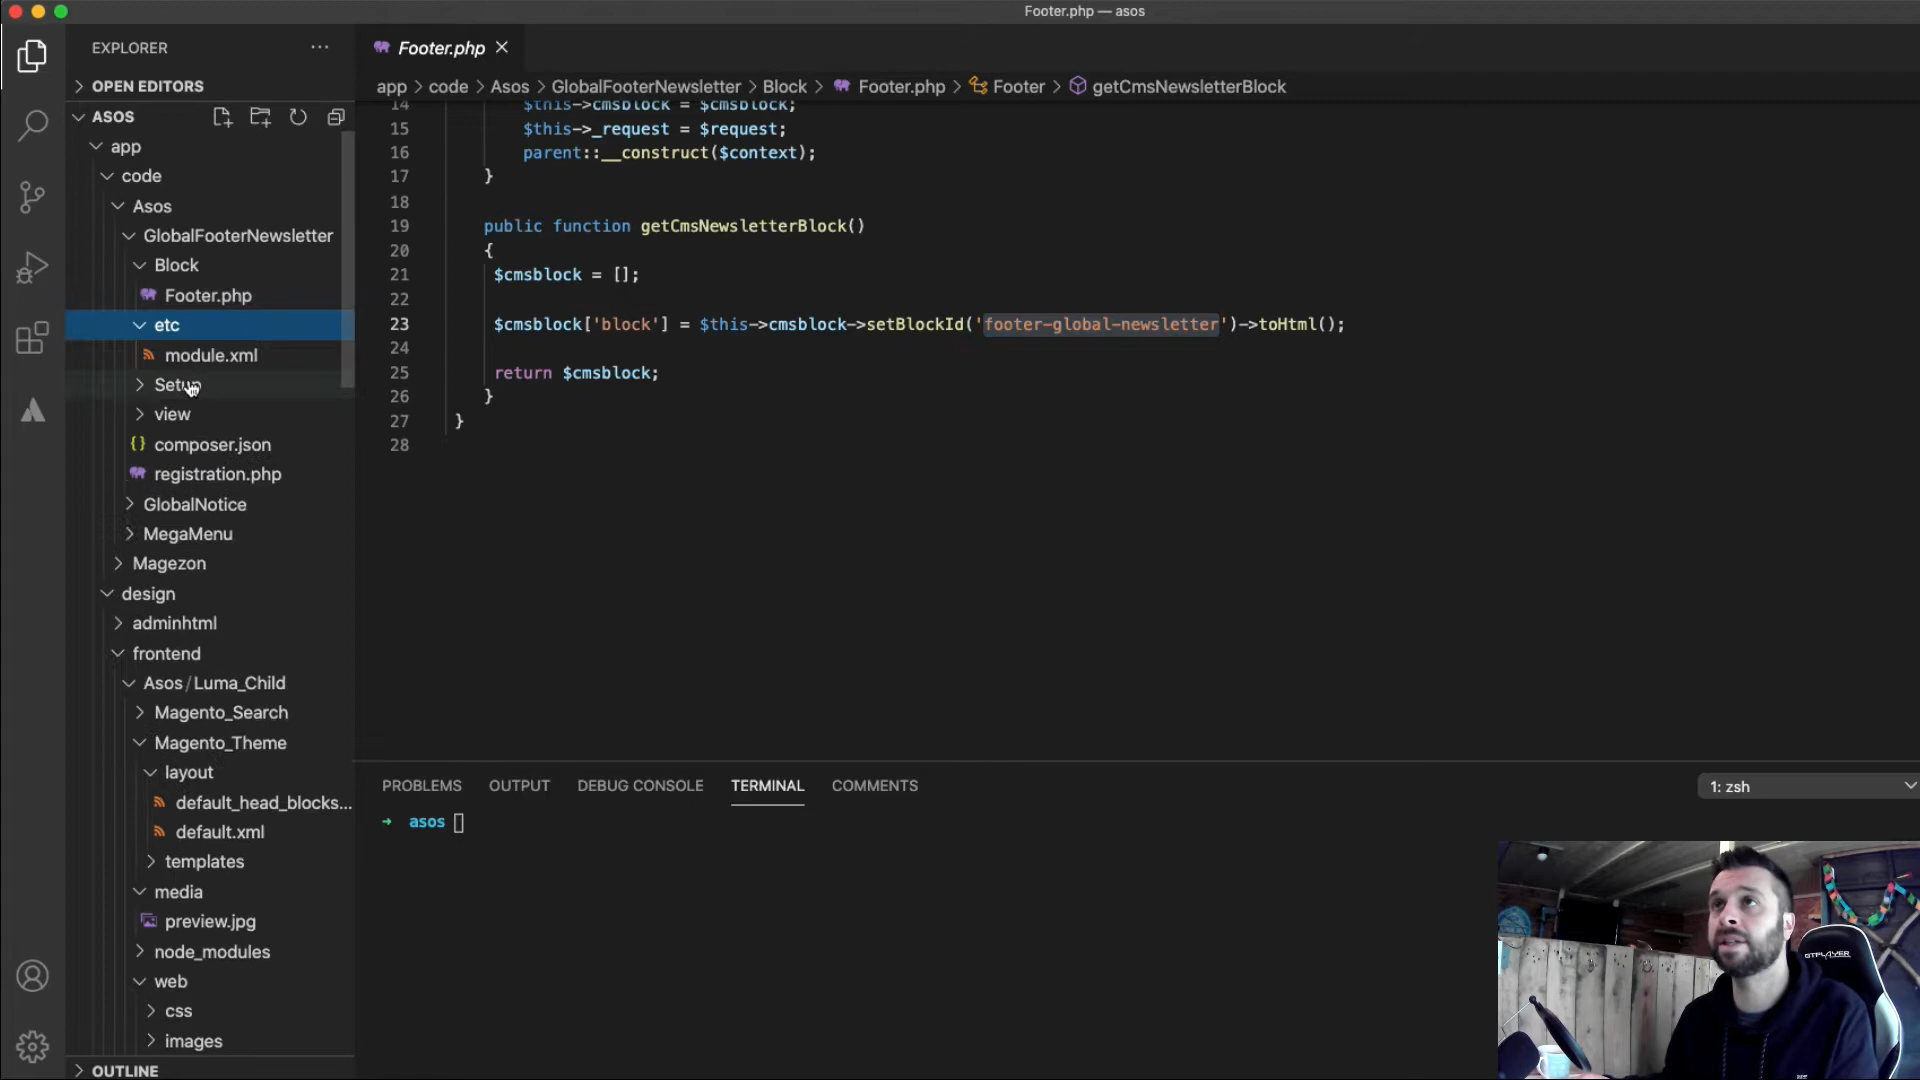 Footer.php — asos
EXPLORER
OPEN EDITORS
ASOS
app
code
Asos
GlobalFooterNewsletter
Block
Footer.php
etc
module.xml
Setup
view
composer.json
registration.php
GlobalNotice
MegaMenu
Magezon
design
adminhtml
frontend
Asos/Luma_Child
Magento_Search
Magento_Theme
layout
default_head_blocks...
default.xml
templates
media
preview.jpg
node_modules
web
css
images
OUTLINE
Footer.php
app > code > Asos > GlobalFooterNewsletter > Block > Footer.php > Footer > getCmsNewsletterBlock
14 $this->cmsblock = $cmsblock;
15 $this->_request = $request;
16 parent::__construct($context);
17 }
18
19 public function getCmsNewsletterBlock()
20 {
21 $cmsblock = [];
22
23 $cmsblock['block'] = $this->cmsblock->setBlockId('footer-global-newsletter')->toHtml();
24
25 return $cmsblock;
26 }
27 }
28
PROBLEMS OUTPUT DEBUG CONSOLE TERMINAL COMMENTS
1: zsh
→ asos
GTPLAYER